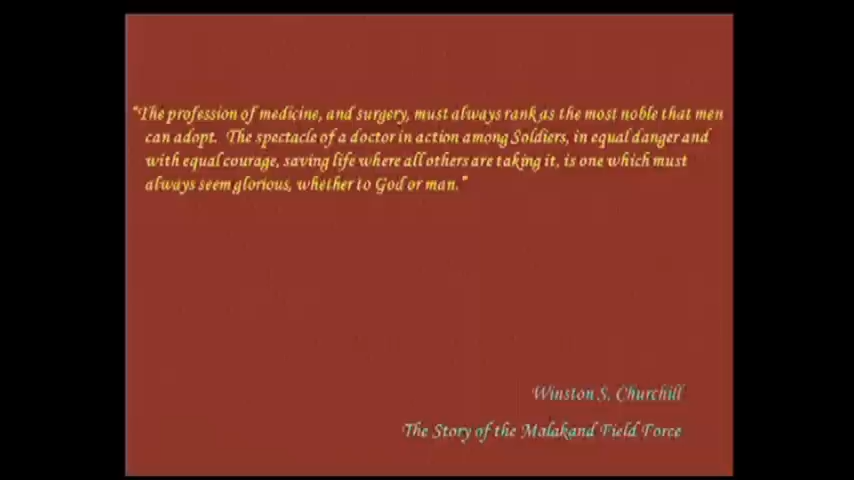 “The profession of medicine, and surgery, must always rank as the most noble that men
can adopt. The spectacle of a doctor in action among Soldiers, in equal danger and
with equal courage, saving life where all others are taking it, is one which must
always seem glorious, whether to God or man.”
Winston S. Churchill
The Story of the Malakand Field Force